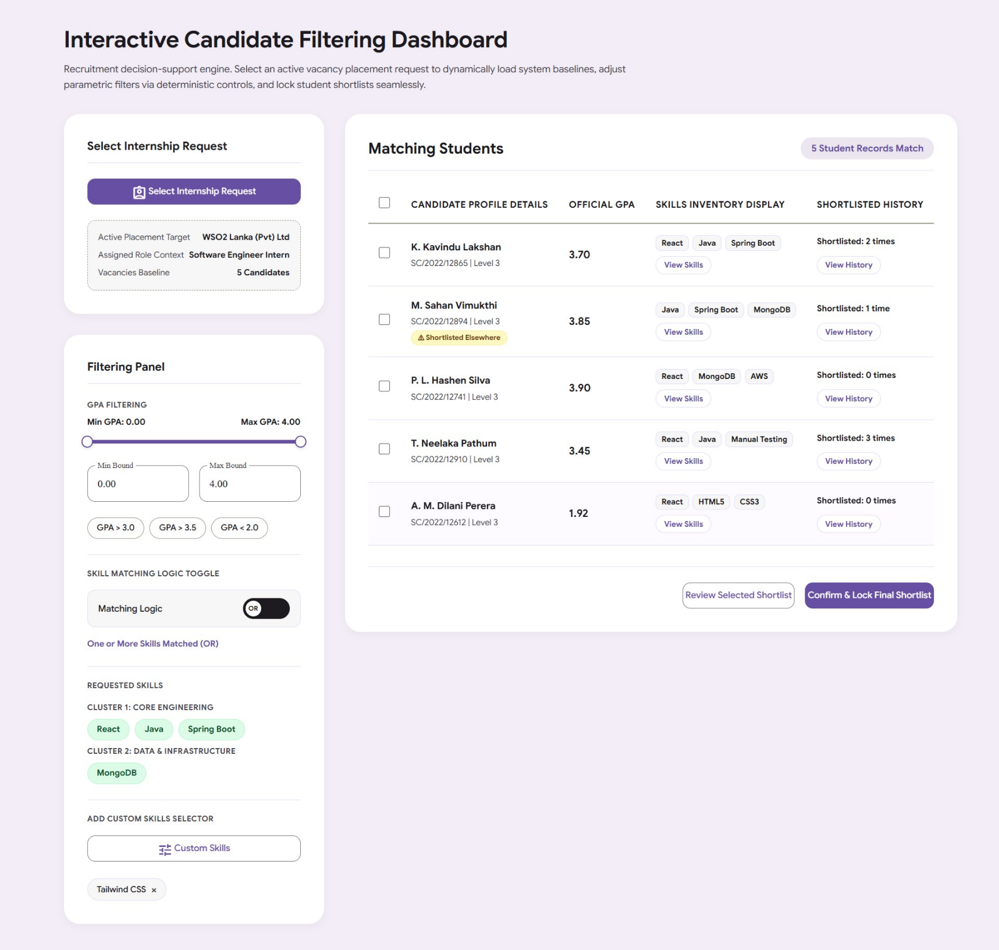 Interactive Candidate Filtering Dashboard
Recruitment decision-support engine. Select an active vacancy placement request to dynamically load system baselines, adjust
parametric filters via deterministic controls, and lock student shortlists seamlessly.
Select Internship Request
Select Internship Request
Active Placement Target WSO2 Lanka (Pvt) Ltd
Assigned Role Context Software Engineer Intern
Vacancies Baseline 5 Candidates
Filtering Panel
GPA FILTERING
Min GPA: 0.00 Max GPA: 4.00
Min Bound Max Bound
0.00 4.00
GPA > 3.0 GPA > 3.5 GPA < 2.0
SKILL MATCHING LOGIC TOGGLE
Matching Logic OR
One or More Skills Matched (OR)
REQUESTED SKILLS
CLUSTER 1: CORE ENGINEERING
React Java Spring Boot
CLUSTER 2: DATA & INFRASTRUCTURE
MongoDB
ADD CUSTOM SKILLS SELECTOR
Custom Skills
Tailwind CSS ×
Matching Students 5 Student Records Match
CANDIDATE PROFILE DETAILS OFFICIAL GPA SKILLS INVENTORY DISPLAY SHORTLISTED HISTORY
K. Kavindu Lakshan
SC/2022/12865 | Level 3
3.70
React Java Spring Boot
View Skills
Shortlisted: 2 times
View History
M. Sahan Vimukthi
SC/2022/12894 | Level 3
⚠ Shortlisted Elsewhere
3.85
Java Spring Boot MongoDB
View Skills
Shortlisted: 1 time
View History
P. L. Hashen Silva
SC/2022/12741 | Level 3
3.90
React MongoDB AWS
View Skills
Shortlisted: 0 times
View History
T. Neelaka Pathum
SC/2022/12910 | Level 3
3.45
React Java Manual Testing
View Skills
Shortlisted: 3 times
View History
A. M. Dilani Perera
SC/2022/12612 | Level 3
1.92
React HTML5 CSS3
View Skills
Shortlisted: 0 times
View History
Review Selected Shortlist Confirm & Lock Final Shortlist